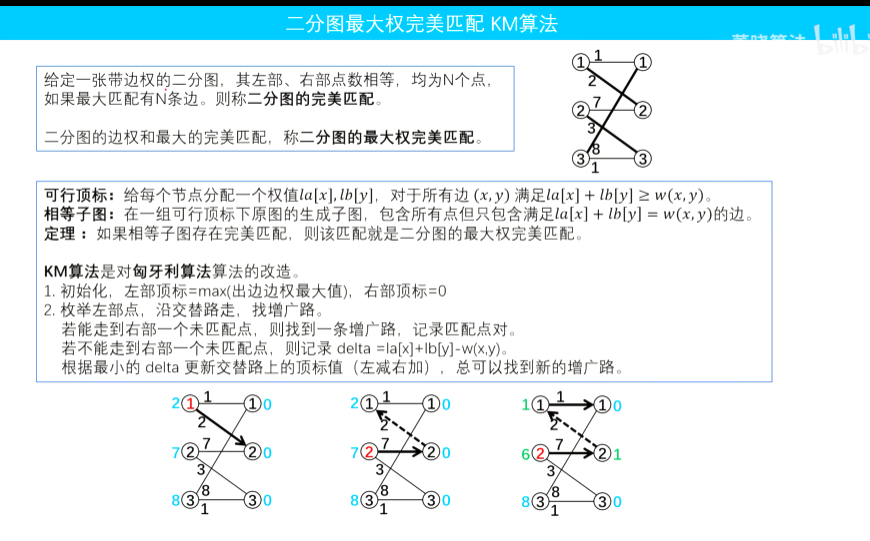 二分图最大权完美匹配 KM算法
bilibili
给定一张带边权的二分图，其左部、右部点数相等，均为N个点，
如果最大匹配有N条边。则称二分图的完美匹配。
二分图的边权和最大的完美匹配，称二分图的最大权完美匹配。
1 1 1
2
2 7 2
3
3 8 3
1
可行顶标：给每个节点分配一个权值la[x], lb[y]，对于所有边 (x, y) 满足la[x] + lb[y] ≥ w(x, y)。
相等子图：在一组可行顶标下原图的生成子图，包含所有点但只包含满足la[x] + lb[y] = w(x, y)的边。
定理 ：如果相等子图存在完美匹配，则该匹配就是二分图的最大权完美匹配。
KM算法是对匈牙利算法算法的改造。
1. 初始化，左部顶标=max(出边边权最大值)，右部顶标=0
2. 枚举左部点，沿交替路走，找增广路。
若能走到右部一个未匹配点，则找到一条增广路，记录匹配点对。
若不能走到右部一个未匹配点，则记录 delta =la[x]+lb[y]-w(x,y)。
根据最小的 delta 更新交替路上的顶标值（左减右加），总可以找到新的增广路。
2 1 1 1 0
2
7 2 7 2 0
3
8 3 8 3 0
1
2 1 1 1 0
2
7 2 7 2 0
3
8 3 8 3 0
1
1 1 1 1 0
2
6 2 7 2 1
3
8 3 8 3 0
1